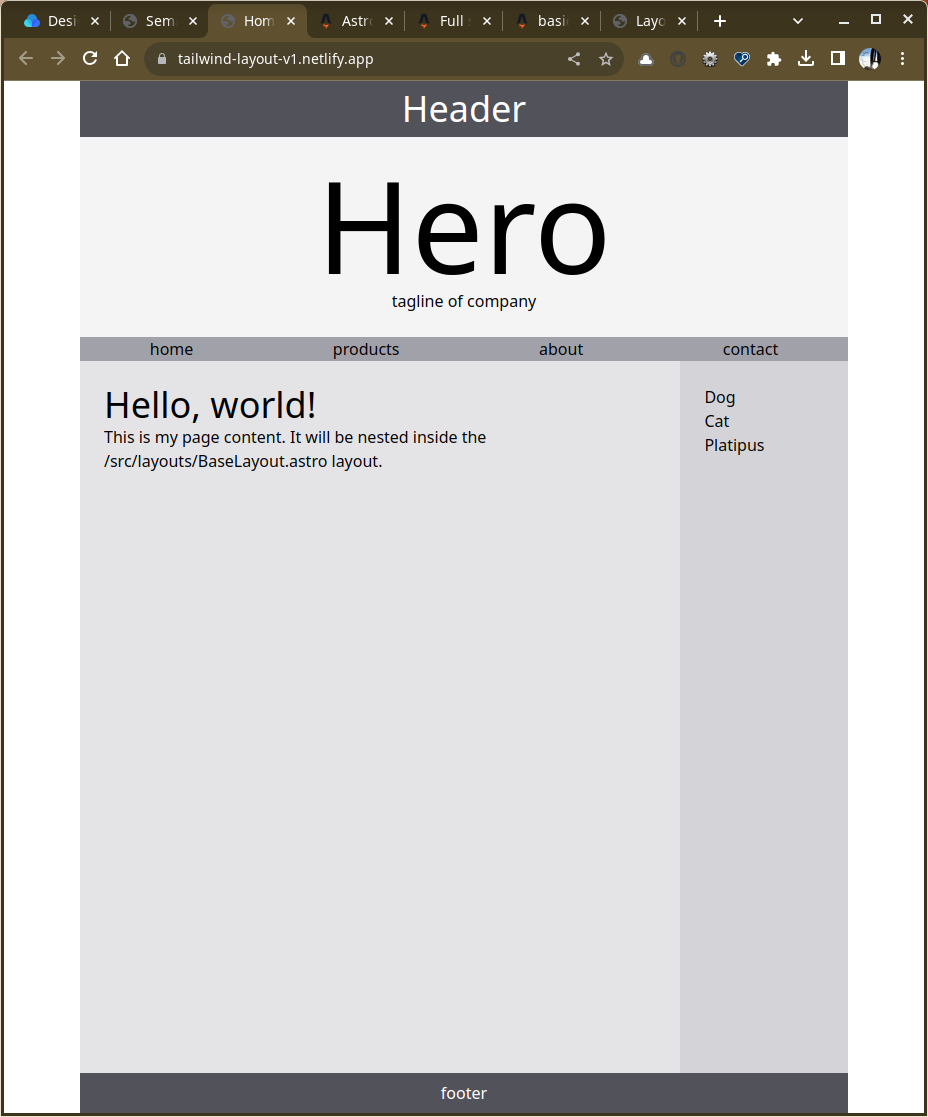 Desi
Sem
Hom
Astr
Full
basi
Layo
tailwind-layout-v1.netlify.app
Header
Hero
tagline of company
home products about contact
Hello, world!
This is my page content. It will be nested inside the
/src/layouts/BaseLayout.astro layout.
Dog
Cat
Platipus
footer